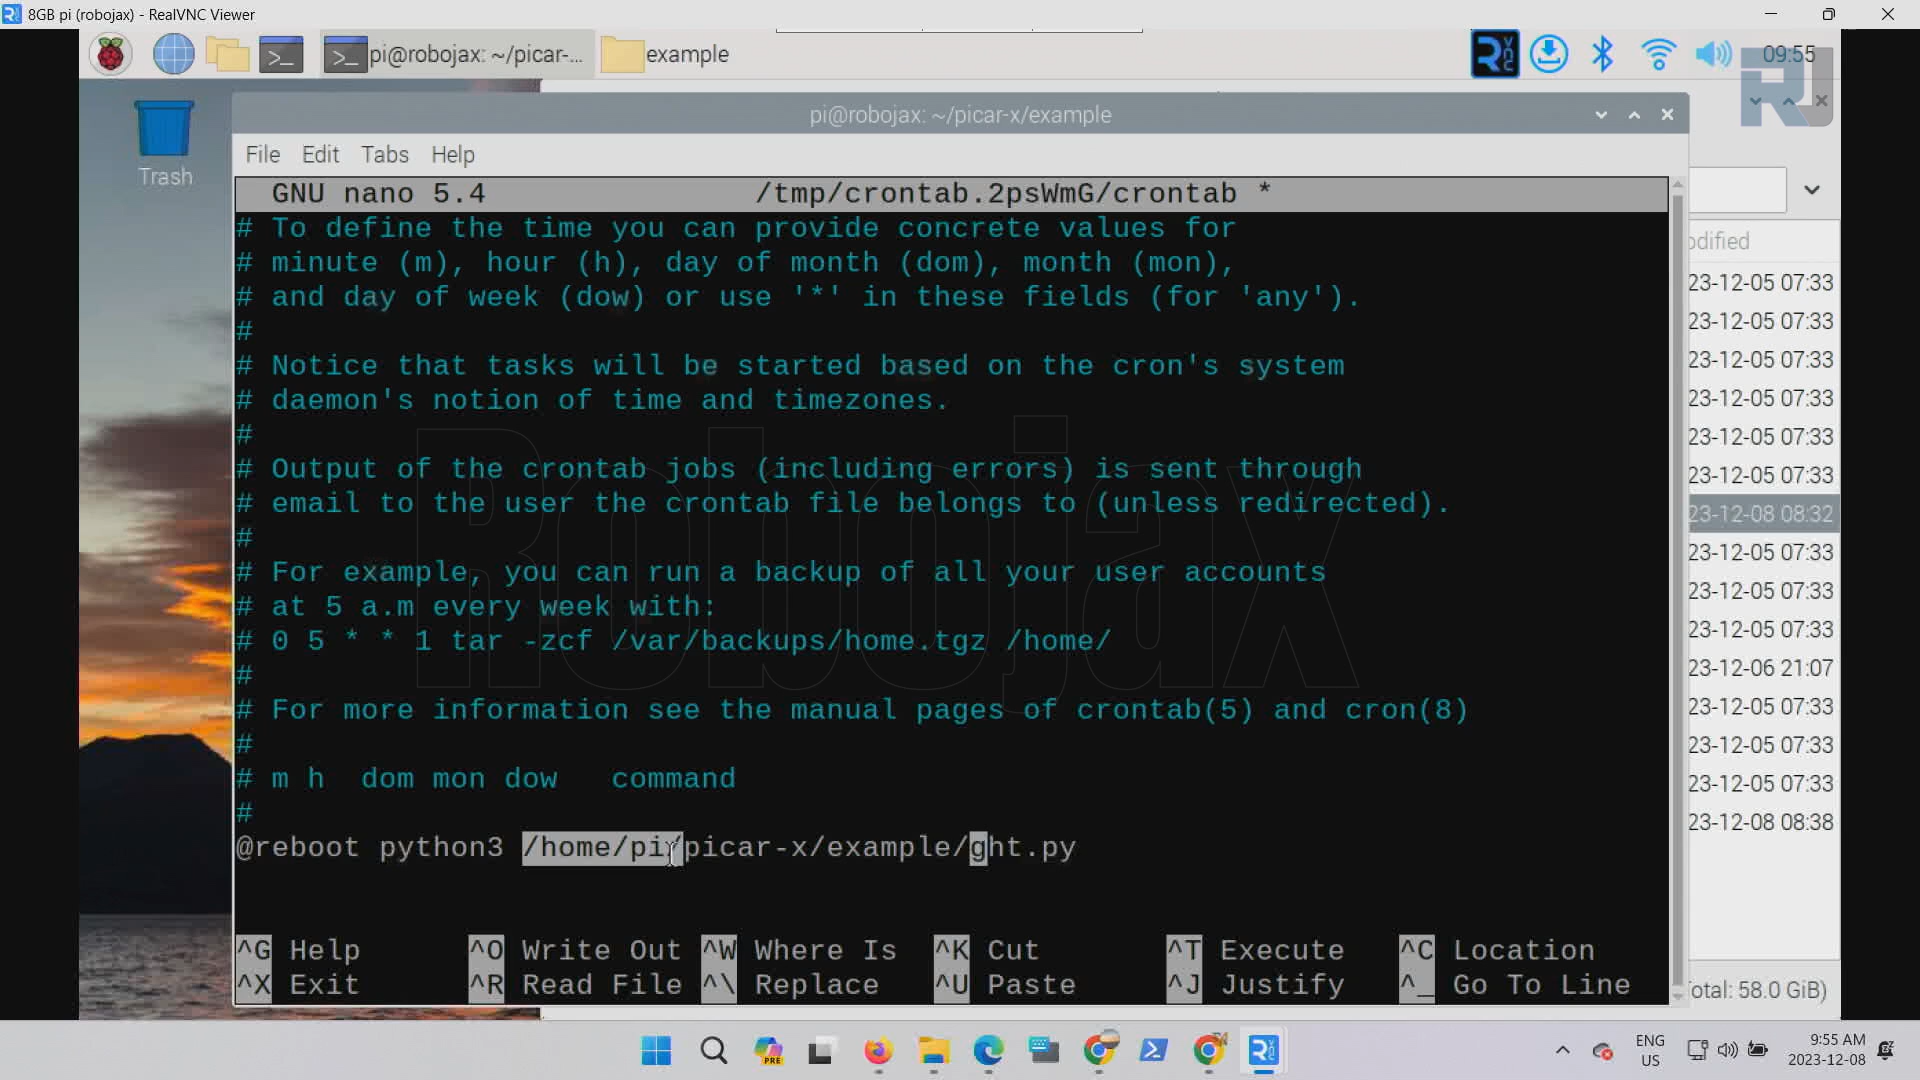 8GB pi (robojax) - RealVNC Viewer
pi@robojax: ~/picar-...
example
09:55
RJ
Trash
pi@robojax: ~/picar-x/example
File Edit Tabs Help
GNU nano 5.4 /tmp/crontab.2psWmG/crontab *
# To define the time you can provide concrete values for
# minute (m), hour (h), day of month (dom), month (mon),
# and day of week (dow) or use '*' in these fields (for 'any').
#
# Notice that tasks will be started based on the cron's system
# daemon's notion of time and timezones.
#
# Output of the crontab jobs (including errors) is sent through
# email to the user the crontab file belongs to (unless redirected).
#
# For example, you can run a backup of all your user accounts
# at 5 a.m every week with:
# 0 5 * * 1 tar -zcf /var/backups/home.tgz /home/
#
# For more information see the manual pages of crontab(5) and cron(8)
#
# m h  dom mon dow   command
#
@reboot python3 /home/pi/picar-x/example/ght.py
^G Help ^O Write Out ^W Where Is ^K Cut ^T Execute ^C Location
^X Exit ^R Read File ^\ Replace ^U Paste ^J Justify ^_ Go To Line
Robojax
odified
23-12-05 07:33
23-12-05 07:33
23-12-05 07:33
23-12-05 07:33
23-12-05 07:33
23-12-05 07:33
23-12-08 08:32
23-12-05 07:33
23-12-05 07:33
23-12-05 07:33
23-12-06 21:07
23-12-05 07:33
23-12-05 07:33
23-12-05 07:33
23-12-08 08:38
otal: 58.0 GiB)
PRE
ENG
US
9:55 AM
2023-12-08